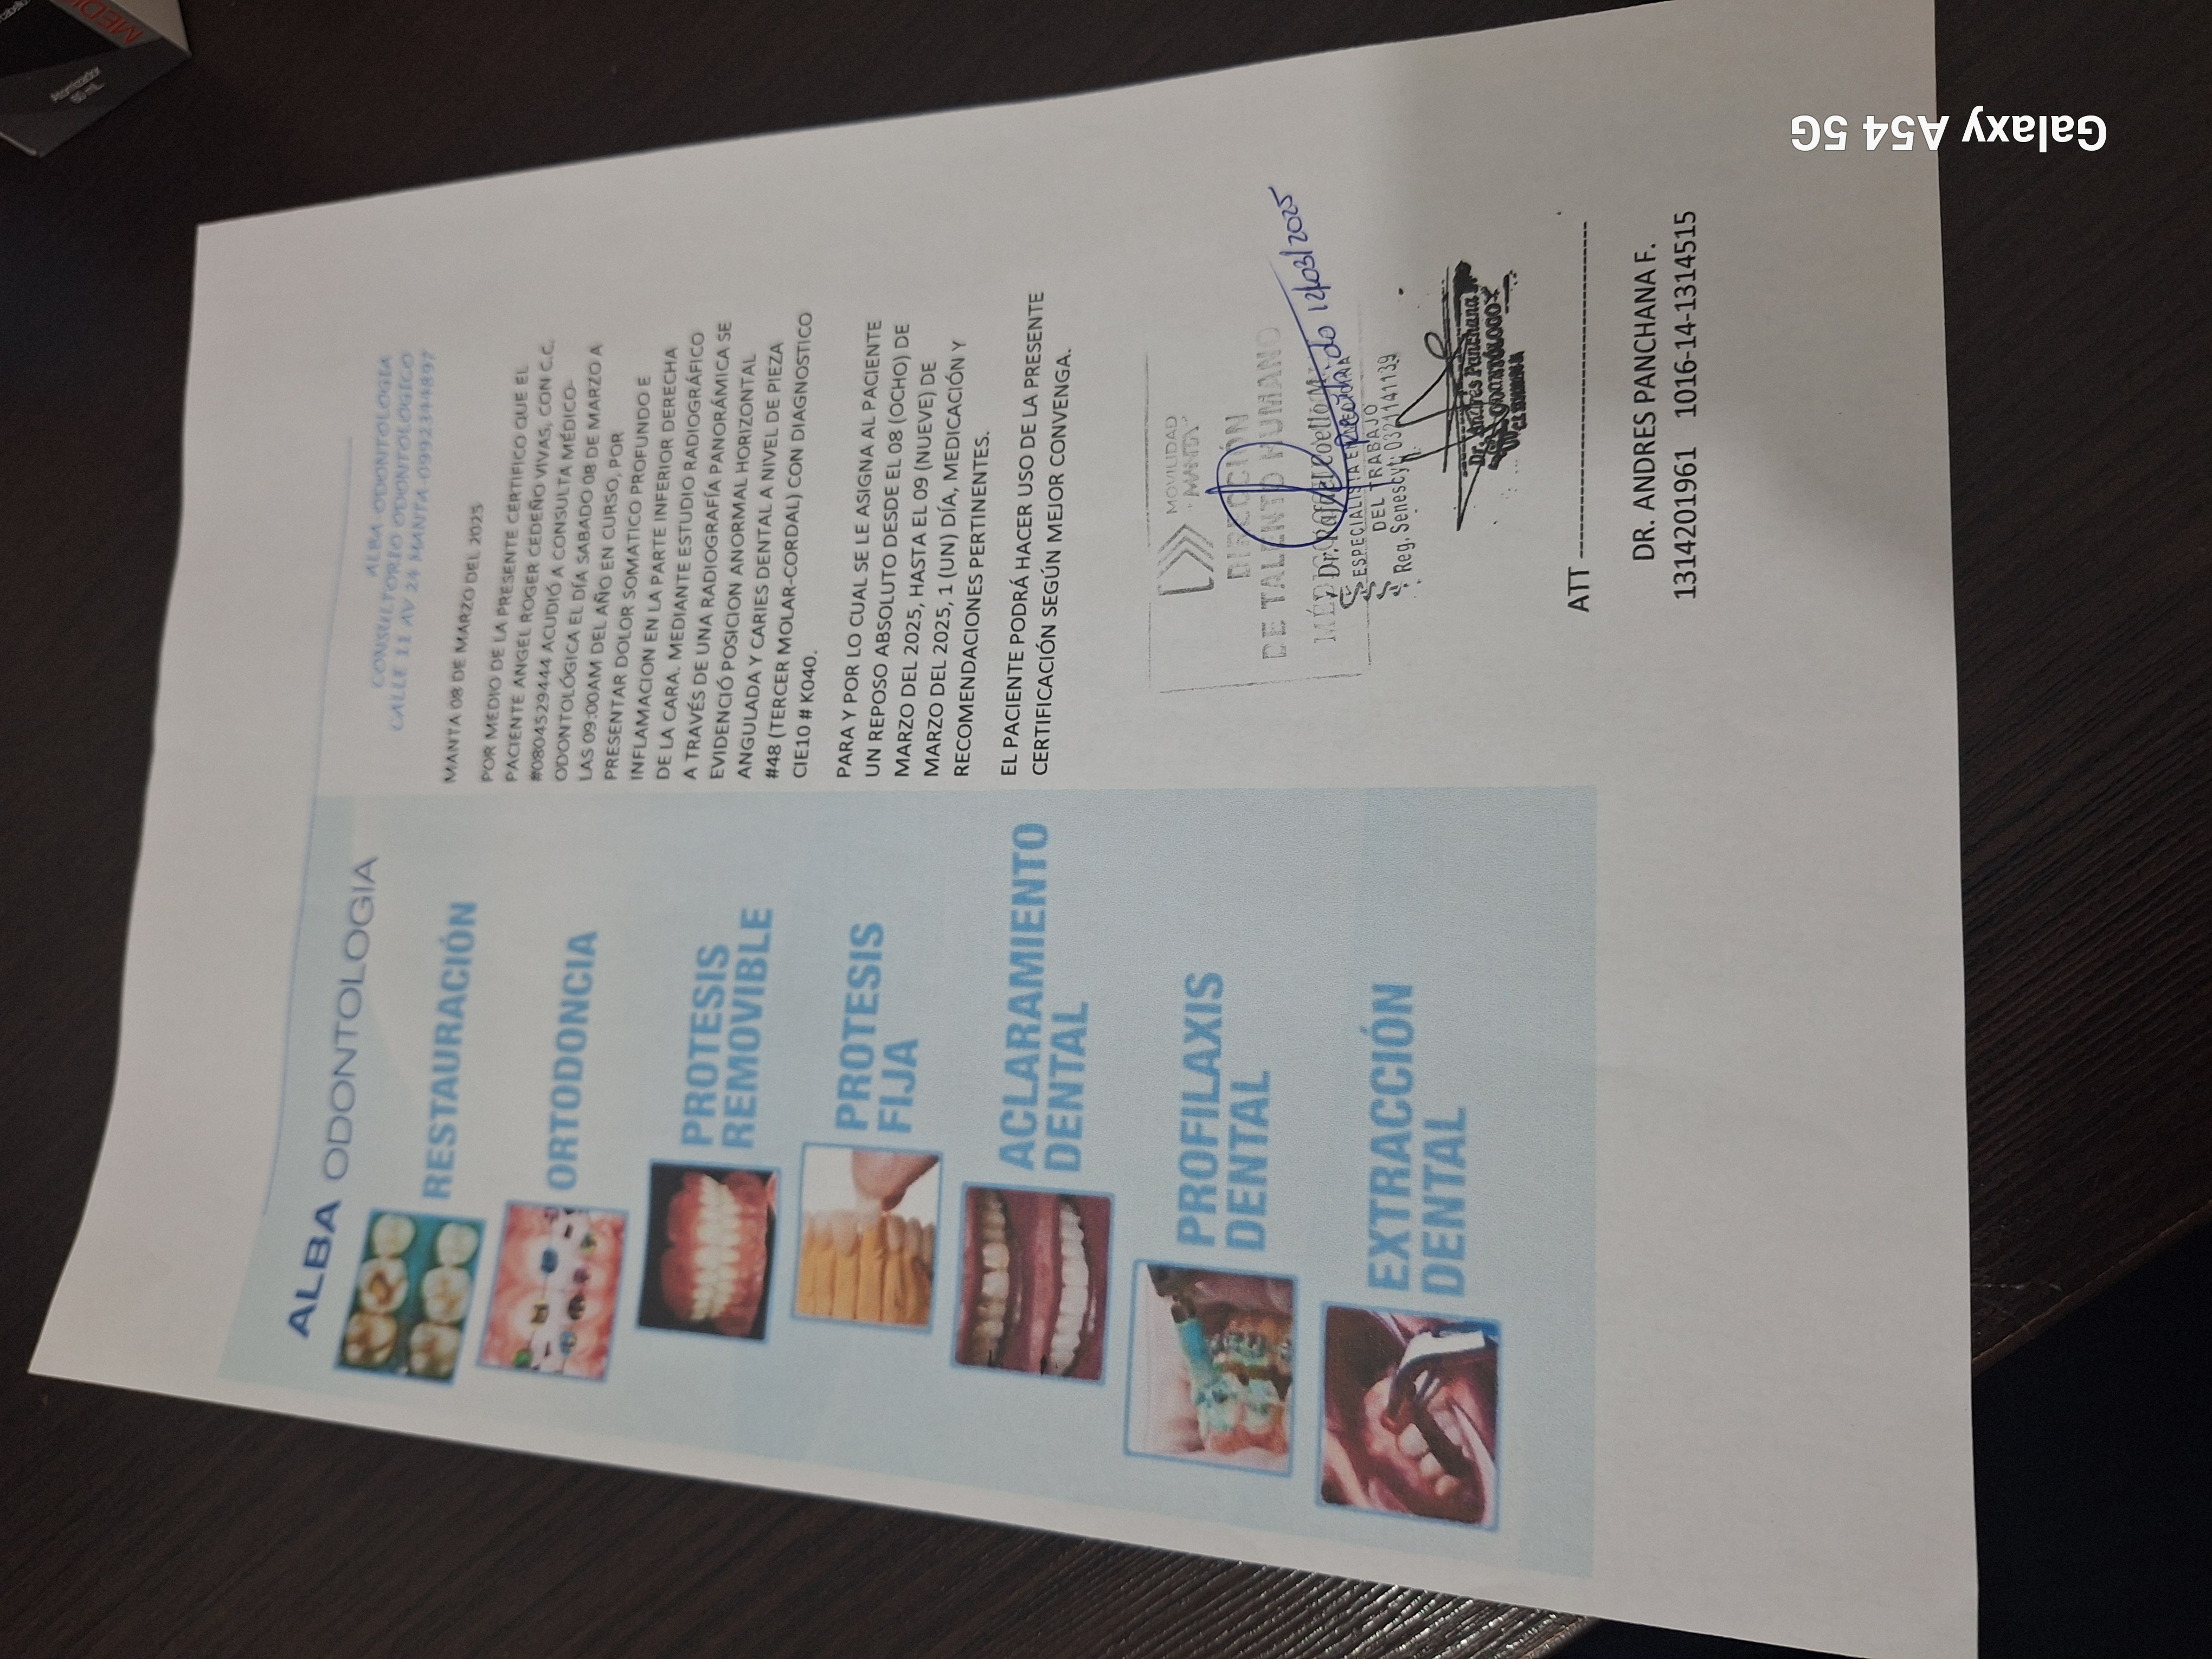 ALBA ODONTOLOGIA
RESTAURACIÓN
ORTODONCIA
PROTESIS
REMOVIBLE
PROTESIS
FIJA
ACLARAMIENTO
DENTAL
PROFILAXIS
DENTAL
EXTRACCIÓN
DENTAL
ALBA ODONTOLOGIA
CONSULTORIO ODONTOLOGICO
CALLE 11 AV 24 MANTA-0992344897
MANTA 08 DE MARZO DEL 2025
POR MEDIO DE LA PRESENTE CERTIFICO QUE EL
PACIENTE ANGEL ROGER CEDEÑO VIVAS, CON C.C.
#0804529444 ACUDIÓ A CONSULTA MÉDICO-
ODONTOLÓGICA EL DÍA SABADO 08 DE MARZO A
LAS 09:00AM DEL AÑO EN CURSO, POR
PRESENTAR DOLOR SOMATICO PROFUNDO E
INFLAMACION EN LA PARTE INFERIOR DERECHA
DE LA CARA. MEDIANTE ESTUDIO RADIOGRÁFICO
A TRAVÉS DE UNA RADIOGRAFÍA PANORÁMICA SE
EVIDENCIÓ POSICION ANORMAL HORIZONTAL
ANGULADA Y CARIES DENTAL A NIVEL DE PIEZA
#48 (TERCER MOLAR-CORDAL) CON DIAGNOSTICO
CIE10 # K040.
PARA Y POR LO CUAL SE LE ASIGNA AL PACIENTE
UN REPOSO ABSOLUTO DESDE EL 08 (OCHO) DE
MARZO DEL 2025, HASTA EL 09 (NUEVE) DE
MARZO DEL 2025, 1 (UN) DÍA, MEDICACIÓN Y
RECOMENDACIONES PERTINENTES.
EL PACIENTE PODRÁ HACER USO DE LA PRESENTE
CERTIFICACIÓN SEGÚN MEJOR CONVENGA.
MOVILIDAD
MANTA
DIRECCIÓN
DE TALENTO HUMANO
Dr. Rafael Coello M.
ESPECIALISTA EN MEDICINA
DEL TRABAJO
Reg. Senescyt: 0321141139
Recibido 12/03/2025
Dr. Andrés Panchana
ODONTÓLOGO
ATT --------------------------------------
DR. ANDRES PANCHANA F.
1314201961 1016-14-1314515
Galaxy A54 5G